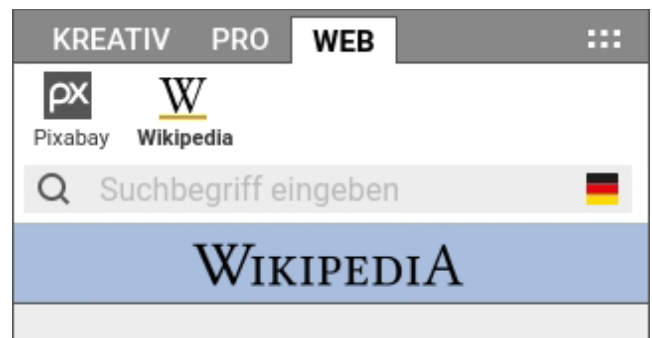 KREATIV PRO WEB
px W
Pixabay Wikipedia
Suchbegriff eingeben
WIKIPEDIA